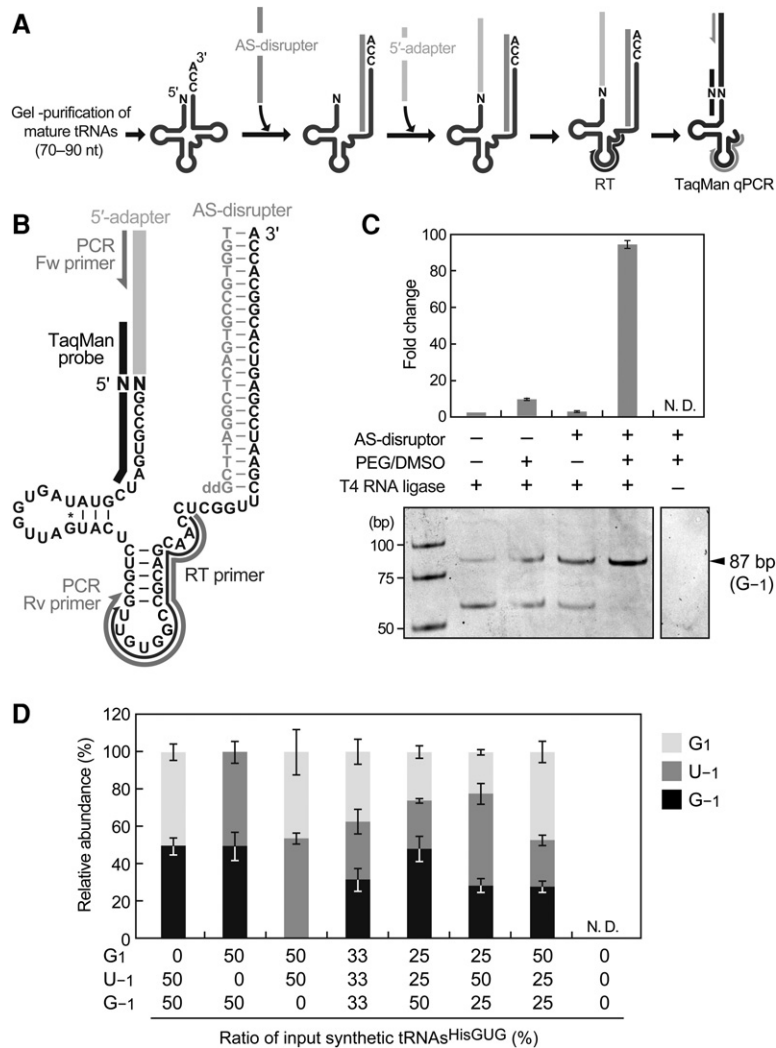 A
Gel -purification of
mature tRNAs
(70–90 nt)
5'
N
3'
A
C
C
AS-disrupter
N
A
C
C
5'-adapter
N
A
C
C
N
A
C
C
RT
N N
TaqMan qPCR
B
5'-adapter
PCR
Fw primer
TaqMan
probe
5' N N
AS-disrupter
A 3'
ddG
RT primer
PCR
Rv primer
C
Fold change
100
80
60
40
20
0
N. D.
AS-disruptor – – + + +
PEG/DMSO – + – + +
T4 RNA ligase + + + + –
(bp)
100
75
50
87 bp
(G–1)
D
Relative abundance (%)
120
100
80
60
40
20
0
N. D.
G1
U–1
G–1
G1 0 50 50 33 25 25 50 0
U–1 50 0 50 33 25 50 25 0
G–1 50 50 0 33 50 25 25 0
Ratio of input synthetic tRNAsHisGUG (%)